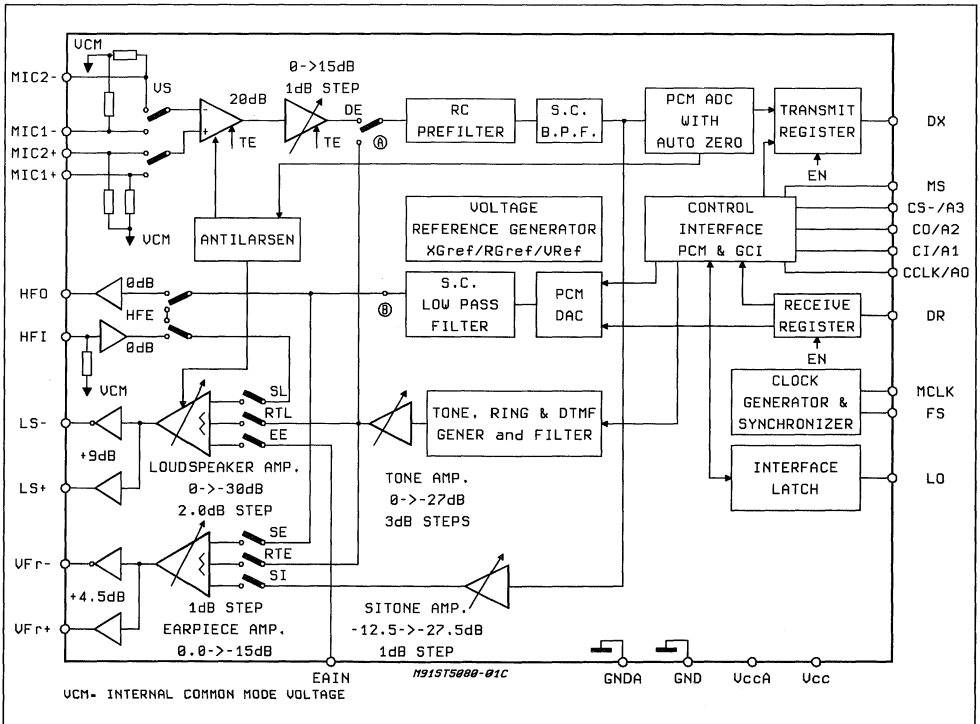 VCM
MIC2-
VS
MIC1-
MIC2+
MIC1+
VCM
20dB
TE
0->15dB
1dB STEP
TE
DE
Ⓐ
RC
PREFILTER
S.C.
B.P.F.
PCM ADC
WITH
AUTO ZERO
TRANSMIT
REGISTER
EN
DX
MS
CS-/A3
CO/A2
CI/A1
CCLK/A0
DR
MCLK
FS
LO
ANTILARSEN
VOLTAGE
REFERENCE GENERATOR
XGref/RGref/VRef
CONTROL
INTERFACE
PCM & GCI
HFO
0dB
HFE
HFI
0dB
VCM
Ⓑ
S.C.
LOW PASS
FILTER
PCM
DAC
RECEIVE
REGISTER
EN
CLOCK
GENERATOR &
SYNCHRONIZER
INTERFACE
LATCH
LS-
+9dB
LS+
SL
RTL
EE
LOUDSPEAKER AMP.
0->-30dB
2.0dB STEP
TONE, RING & DTMF
GENER and FILTER
TONE AMP.
0->-27dB
3dB STEPS
VFr-
+4.5dB
VFr+
SE
RTE
SI
1dB STEP
EARPIECE AMP.
0.0->-15dB
SITONE AMP.
-12.5->-27.5dB
1dB STEP
EAIN
M91ST5080-01C
GNDA
GND
VccA
Vcc
VCM= INTERNAL COMMON MODE VOLTAGE